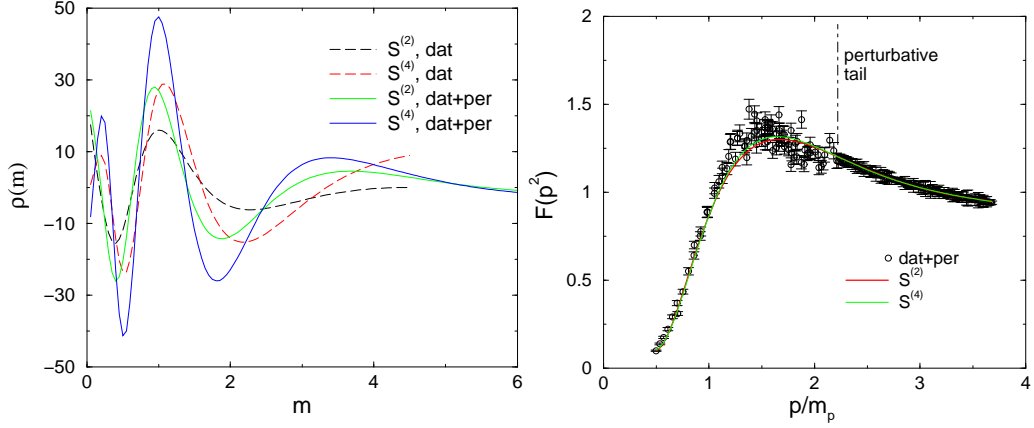 50
30
10
−10
−30
−50
ρ(m)
S(2), dat
S(4), dat
S(2), dat+per
S(4), dat+per
0
2
4
6
m
2
1.5
1
0.5
0
F(p2)
perturbative
tail
dat+per
S(2)
S(4)
0
1
2
3
4
p/mp